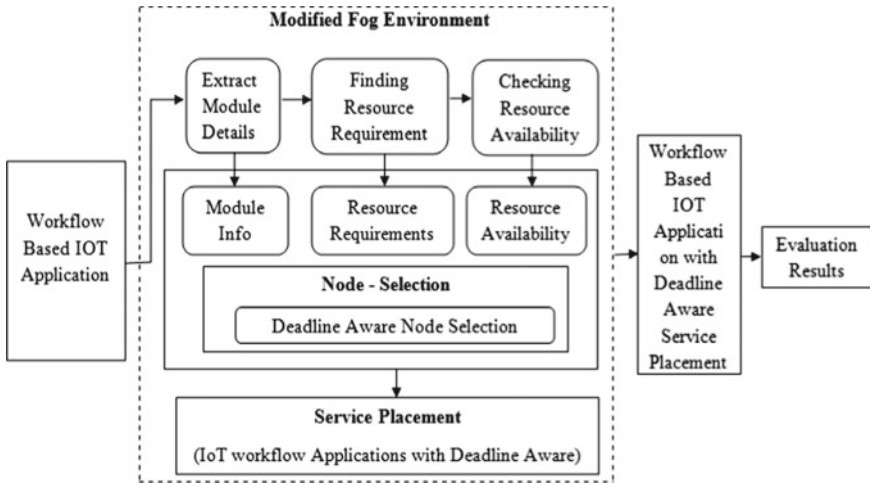 Modified Fog Environment
Extract
Module
Details
Finding
Resource
Requirement
Checking
Resource
Availability
Workflow
Based IOT
Application
Module
Info
Resource
Requirements
Resource
Availability
Node - Selection
Deadline Aware Node Selection
Service Placement
(IoT workflow Applications with Deadline Aware)
Workflow
Based
IOT
Applicati
on with
Deadline
Aware
Service
Placement
Evaluation
Results